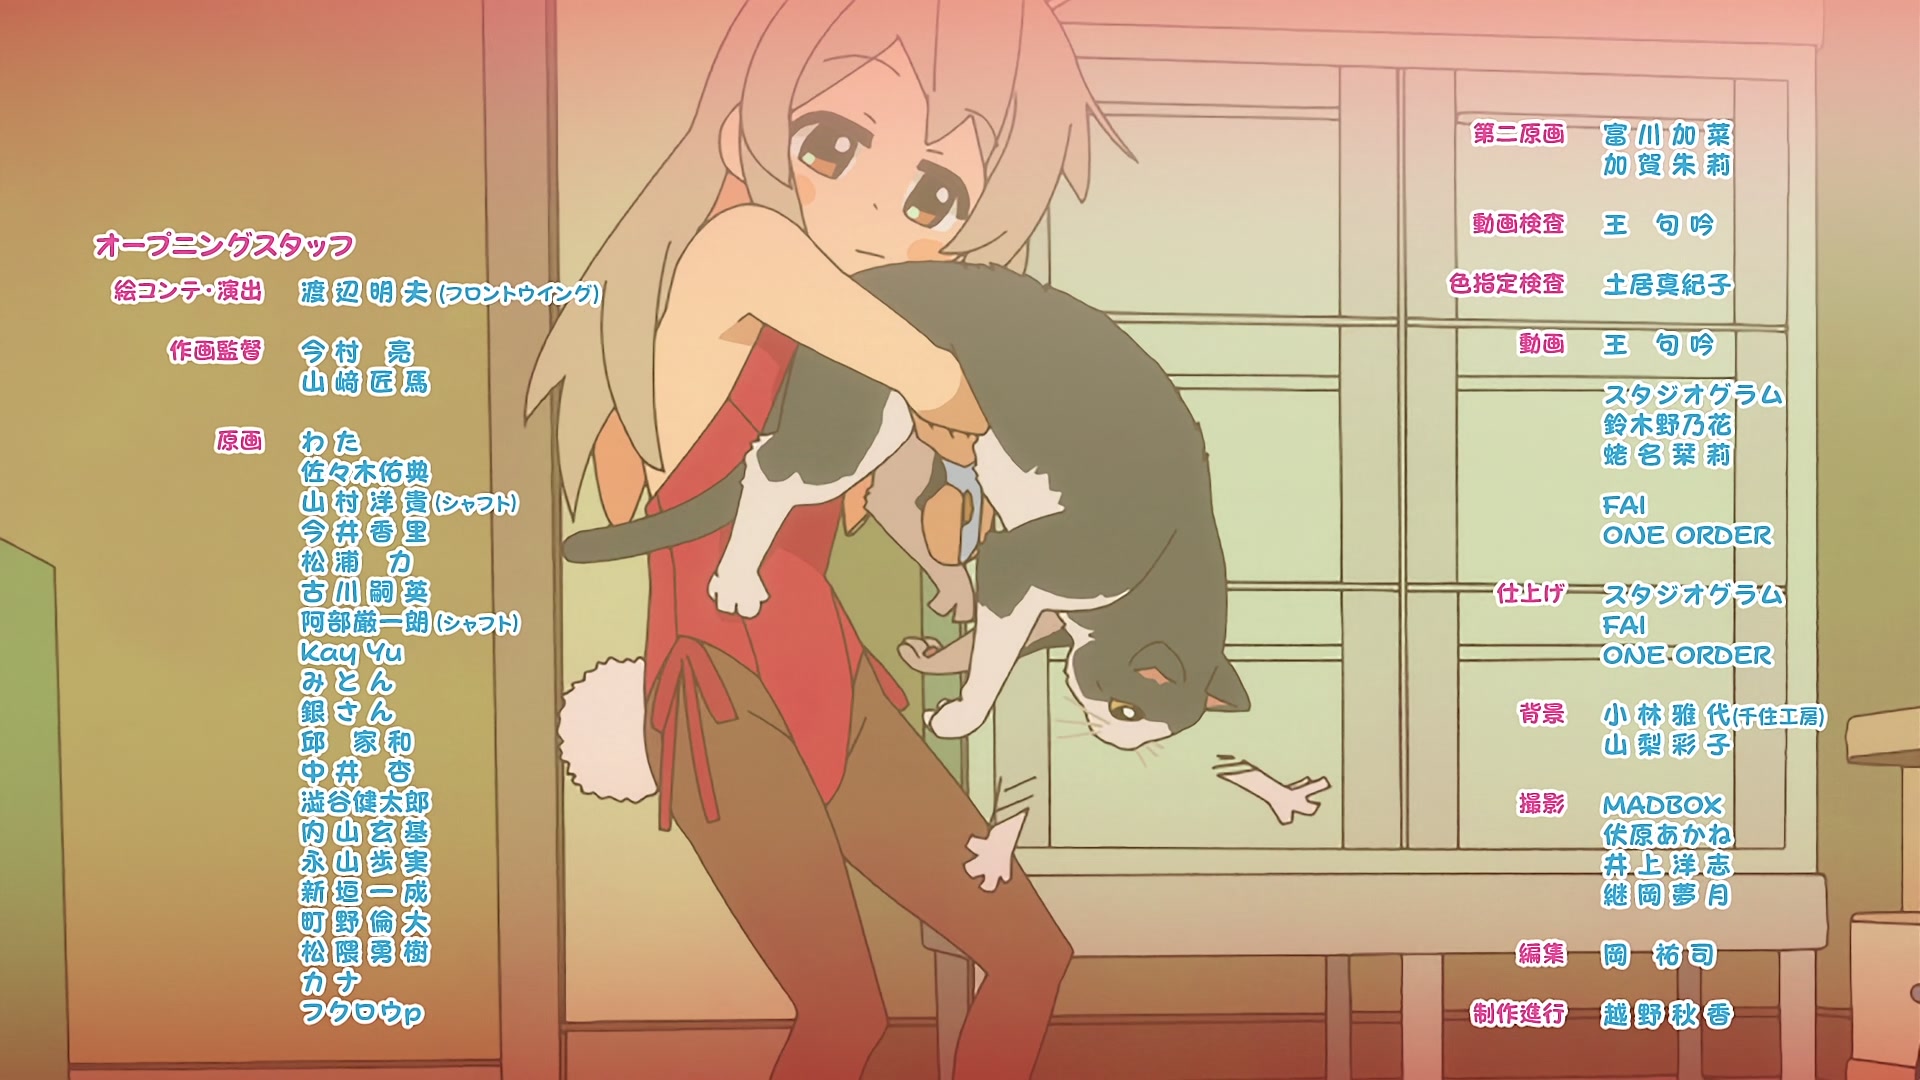 オープニングスタッフ
絵コンテ・演出 渡辺明夫(フロントウイング)
作画監督 今村 亮
山﨑匠馬
原画 わた
佐々木佑典
山村洋貴(シャフト)
今井香里
松浦 力
古川嗣英
阿部厳一朗(シャフト)
Kay Yu
みとん
銀さん
邱 家和
中井 杏
澁谷健太郎
内山玄基
永山歩実
新垣一成
町野倫大
松隈勇樹
カナ
フクロウp
第二原画 富川加菜
加賀朱莉
動画検査 王 句吟
色指定検査 土居真紀子
動画 王 句吟
スタジオグラム
鈴木野乃花
蛯名栞莉
FAI
ONE ORDER
仕上げ スタジオグラム
FAI
ONE ORDER
背景 小林雅代(千住工房)
山梨彩子
撮影 MADBOX
伏原あかね
井上洋志
継岡夢月
編集 岡 祐司
制作進行 越野秋香